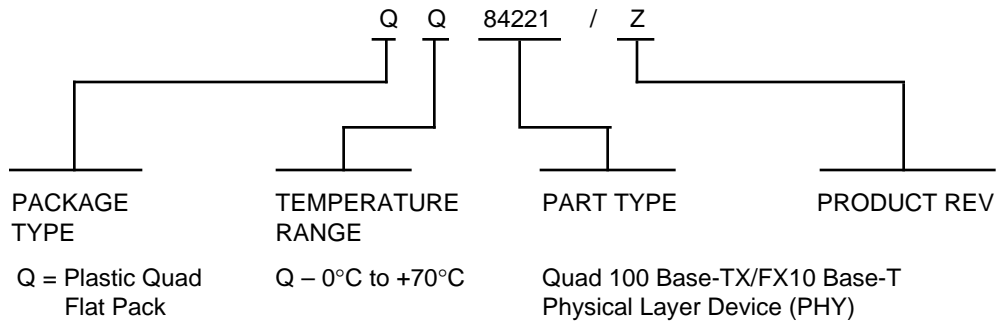 Q Q 84221 / Z
PACKAGE TYPE
TEMPERATURE RANGE
PART TYPE
PRODUCT REV
Q = Plastic Quad Flat Pack
Q – 0°C to +70°C
Quad 100 Base-TX/FX10 Base-T
Physical Layer Device (PHY)